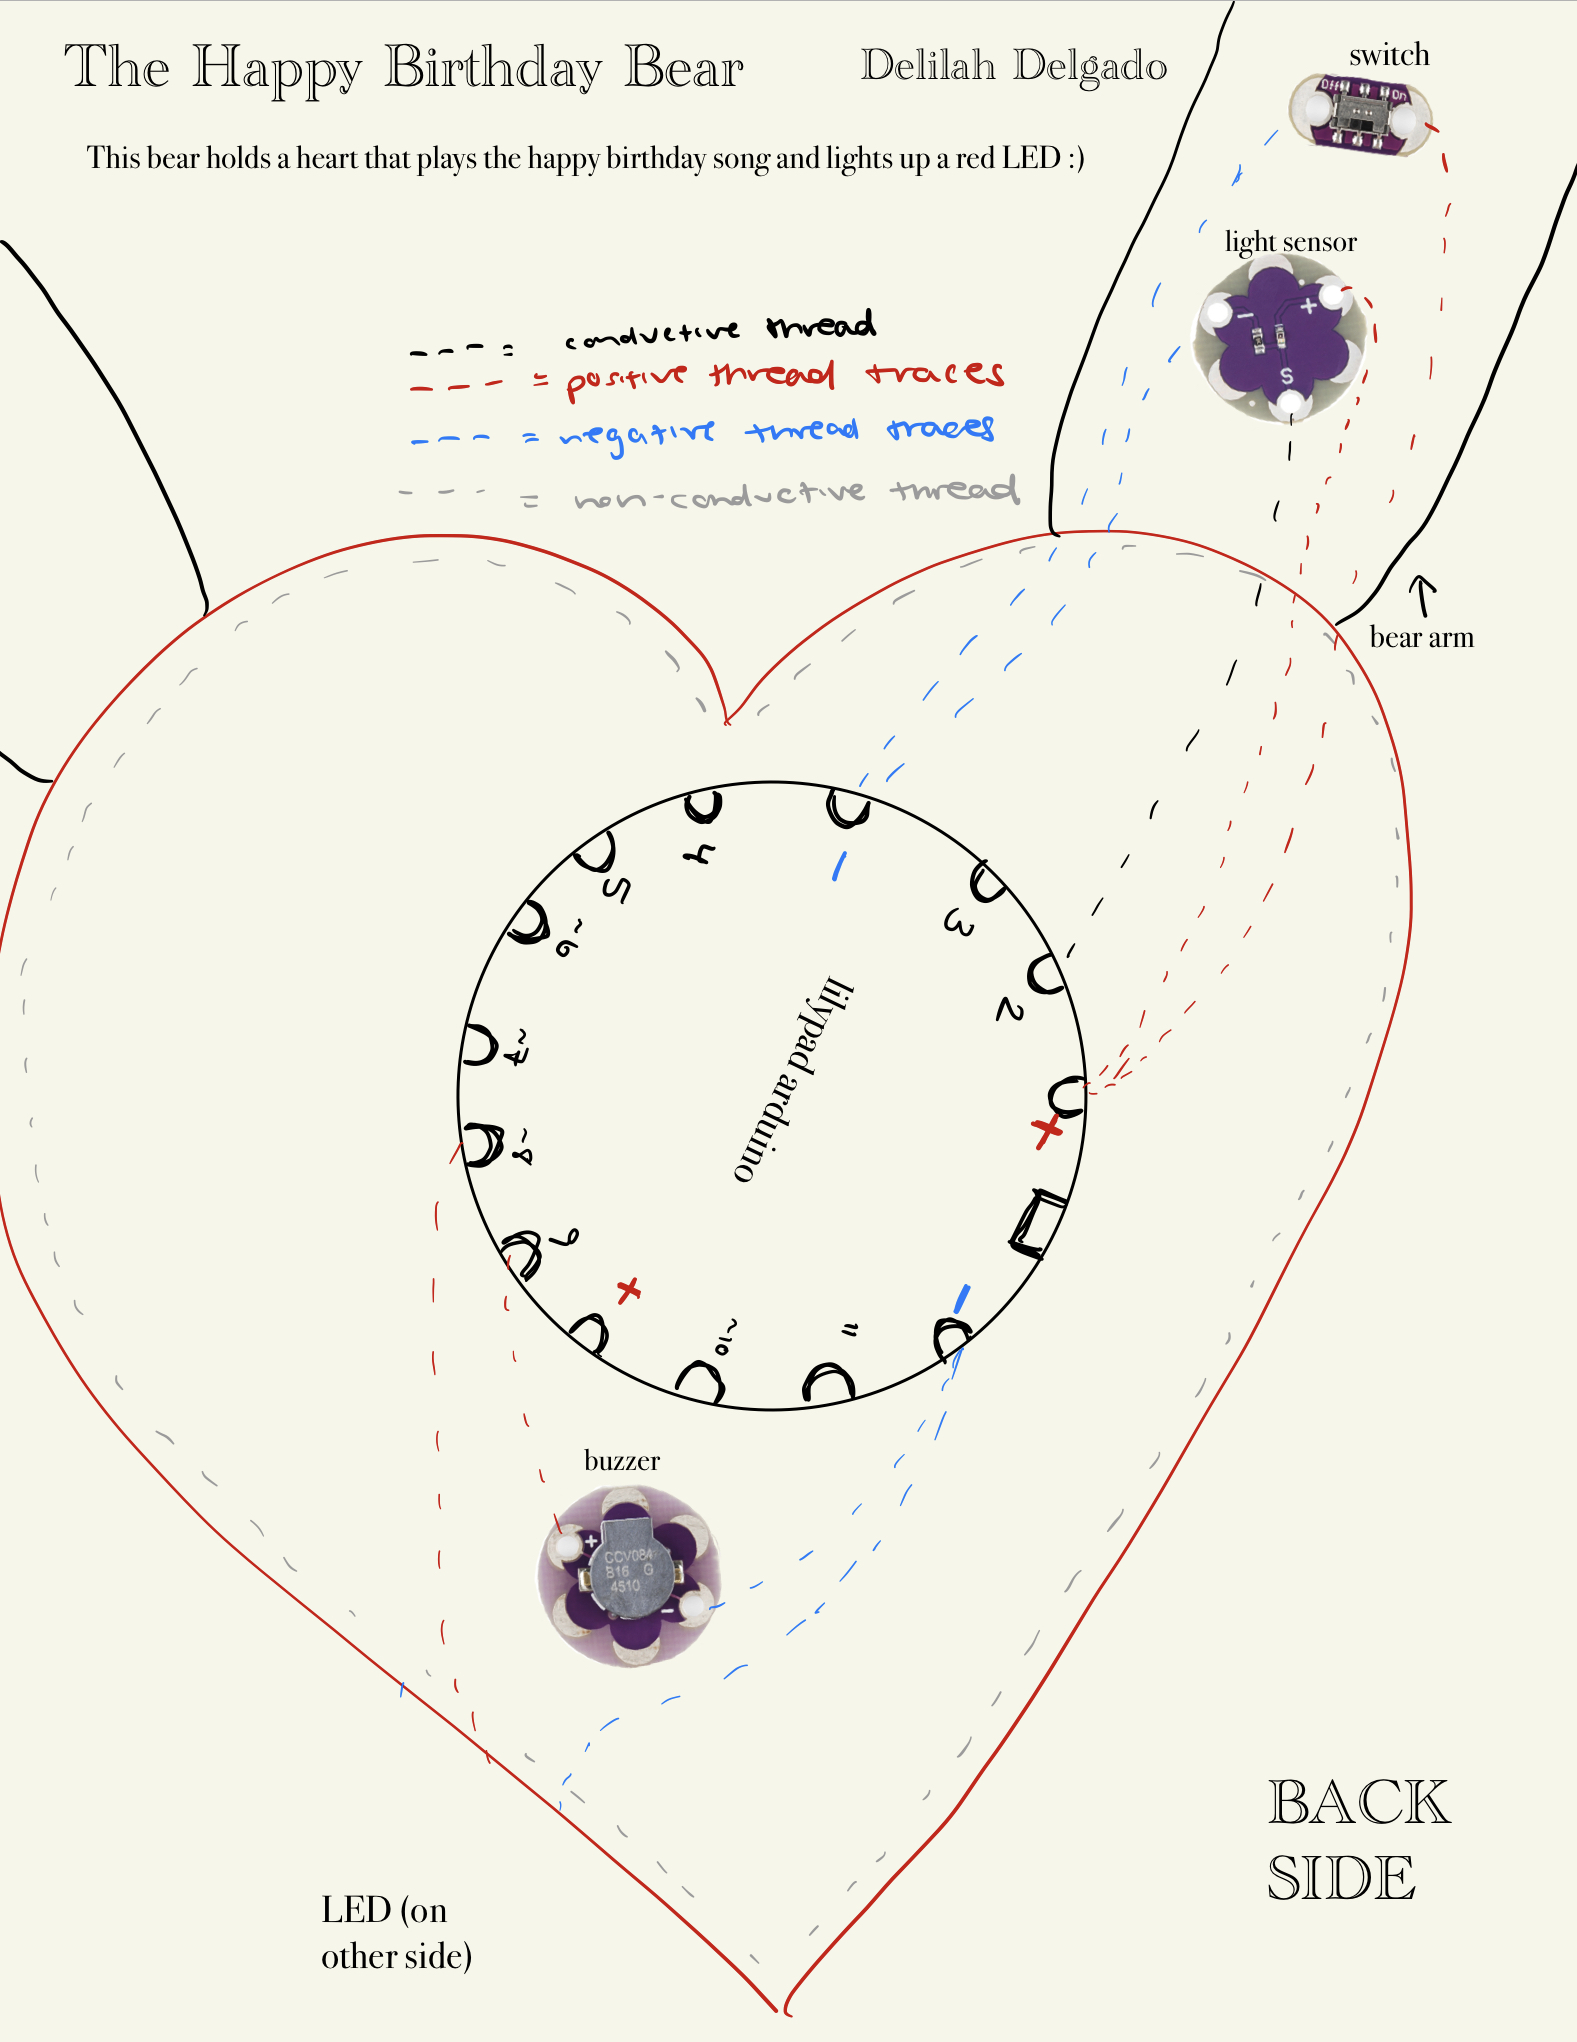 The Happy Birthday Bear
Delilah Delgado
switch
Off On
This bear holds a heart that plays the happy birthday song and lights up a red LED :)
light sensor
- +
S
---= conductive thread
--- = positive thread traces
--- = negative thread traces
--- = non-conductive thread
bear arm
4
-
5
3
~6
2
lilypad arduino
~7
+
~8
9
+
-
~10
11
buzzer
+
CCV084
B16 G
4510
-
BACK
SIDE
LED (on
other side)